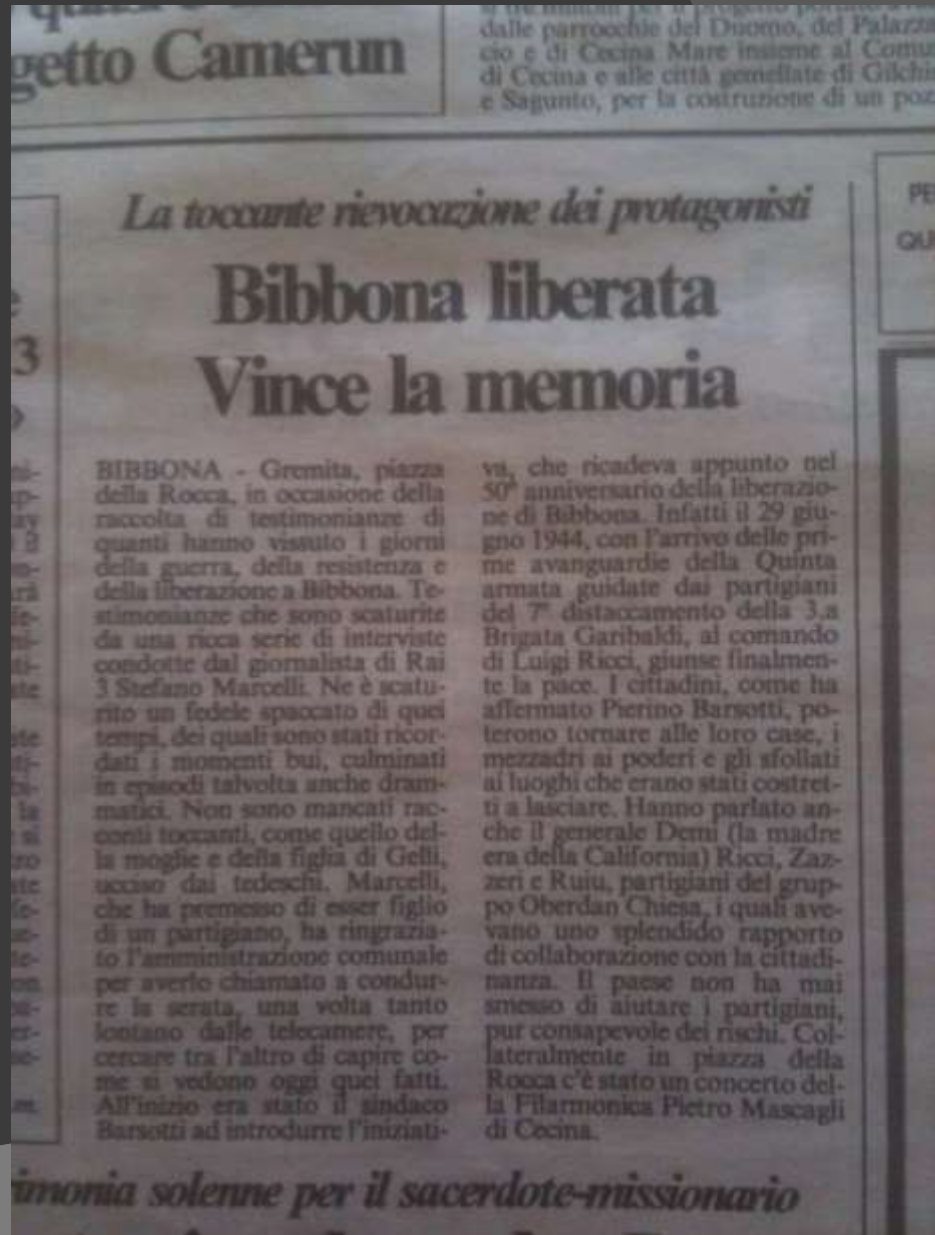 getto Camerun
dalle parrocchie del Duomo, del Palazz
cio e di Cecina Mare insieme al Comu
di Cecina e alle città gemellate di Gilchi
e Sagunto, per la costruzione di un poz
La toccante rievocazione dei protagonisti
Bibbona liberata
Vince la memoria
BIBBONA - Gremita, piazza
della Rocca, in occasione della
raccolta di testimonianze di
quanti hanno vissuto i giorni
della guerra, della resistenza e
della liberazione a Bibbona. Te-
stimonianze che sono scaturite
da una ricca serie di interviste
condotte dal giornalista di Rai
3 Stefano Marcelli. Ne è scatu-
rito un fedele spaccato di quei
tempi, dei quali sono stati ricor-
dati i momenti bui, culminati
in episodi talvolta anche dram-
matici. Non sono mancati rac-
conti toccanti, come quello del-
la moglie e della figlia di Gelli,
ucciso dai tedeschi. Marcelli,
che ha premesso di esser figlio
di un partigiano, ha ringrazia-
to l'amministrazione comunale
per averlo chiamato a condur-
re la serata, una volta tanto
lontano dalle telecamere, per
cercare tra l'altro di capire co-
me si vedono oggi quei fatti.
All'inizio era stato il sindaco
Barsotti ad introdurre l'iniziati-
va, che ricadeva appunto nel
50° anniversario della liberazio-
ne di Bibbona. Infatti il 29 giu-
gno 1944, con l'arrivo delle pri-
me avanguardie della Quinta
armata guidate dai partigiani
del 7° distaccamento della 3.a
Brigata Garibaldi, al comando
di Luigi Ricci, giunse finalmen-
te la pace. I cittadini, come ha
affermato Pierino Barsotti, po-
terono tornare alle loro case, i
mezzadri ai poderi e gli sfollati
ai luoghi che erano stati costret-
ti a lasciare. Hanno parlato an-
che il generale Demi (la madre
era della California) Ricci, Zaz-
zeri e Ruiu, partigiani del grup-
po Oberdan Chiesa, i quali ave-
vano uno splendido rapporto
di collaborazione con la cittadi-
nanza. Il paese non ha mai
smesso di aiutare i partigiani,
pur consapevole dei rischi. Col-
lateralmente in piazza della
Rocca c'è stato un concerto del-
la Filarmonica Pietro Mascagli
di Cecina.
imonia solenne per il sacerdote-missionario